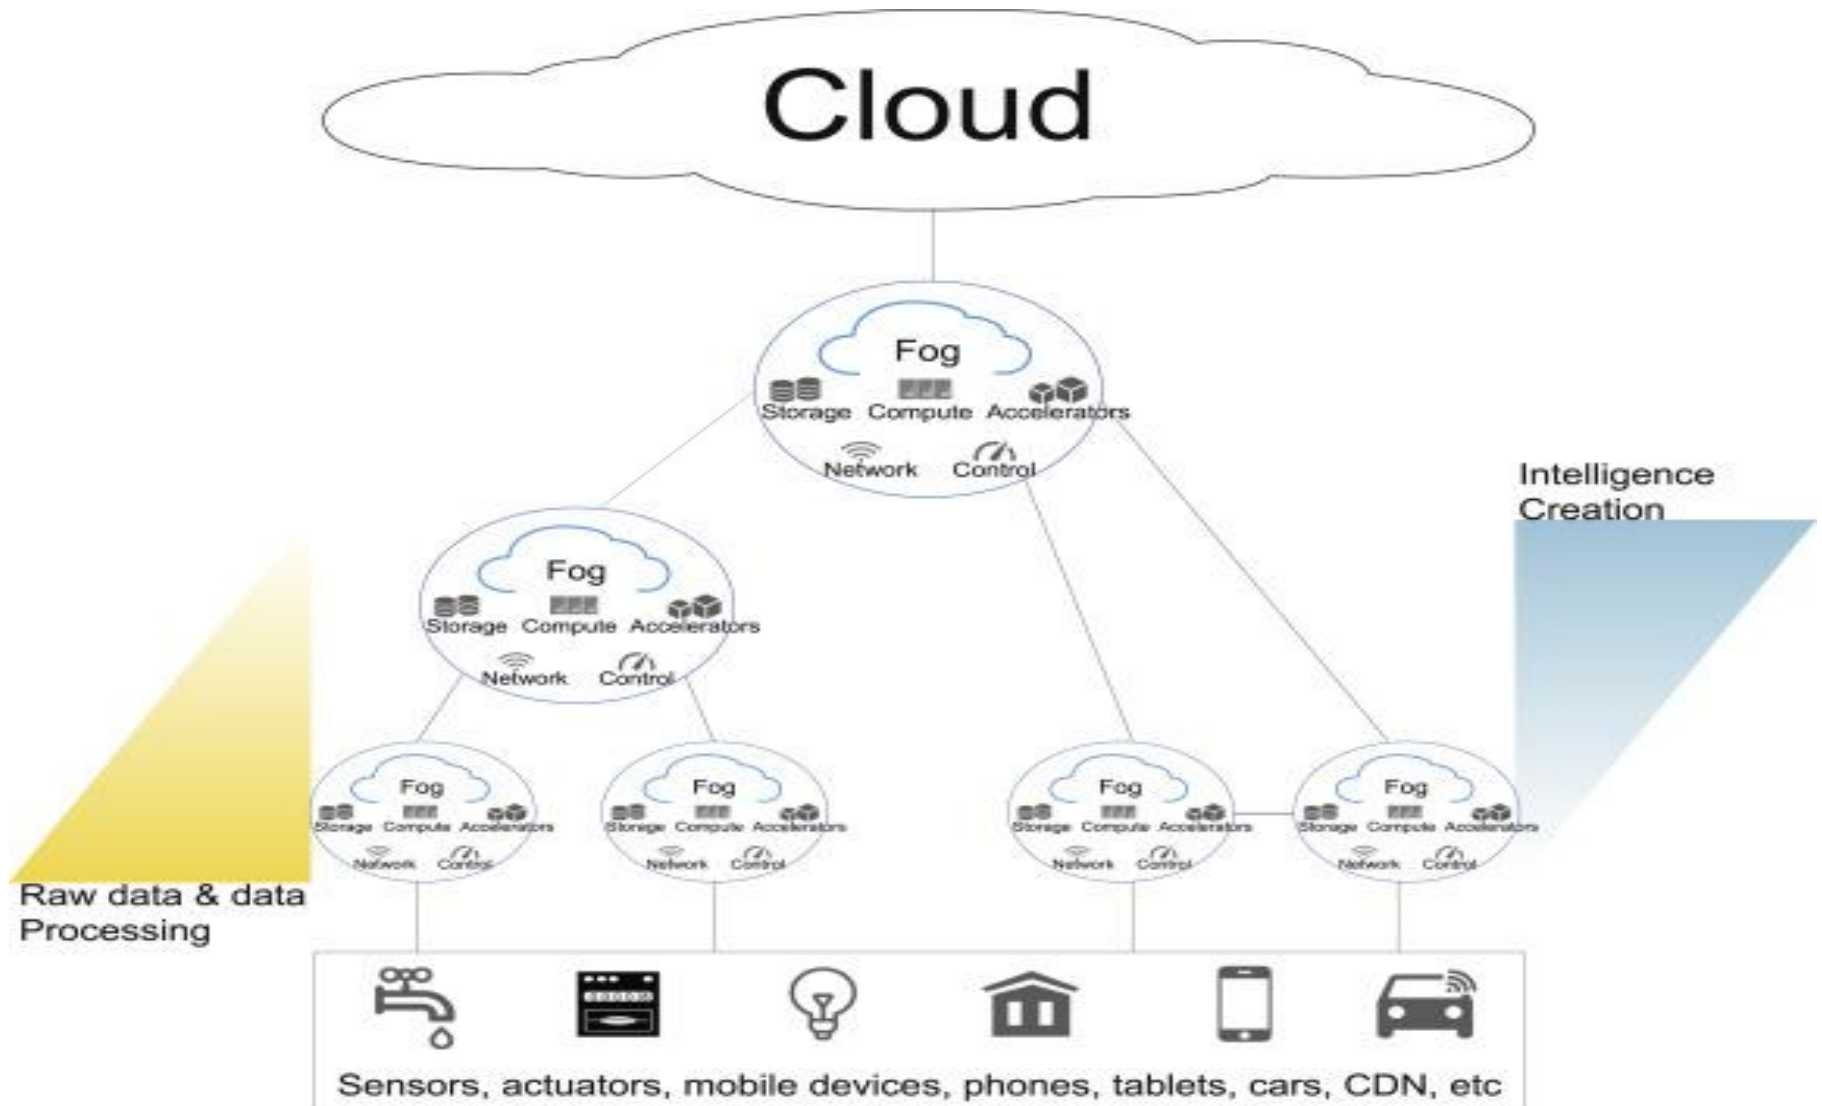 Cloud
Fog
Storage Compute Accelerators
Network Control
Intelligence
Creation
Fog
Storage Compute Accelerators
Network Control
Fog
Storage Compute Accelerators
Network Control
Fog
Storage Compute Accelerators
Network Control
Fog
Storage Compute Accelerators
Network Control
Fog
Storage Compute Accelerators
Network Control
Raw data & data
Processing
Sensors, actuators, mobile devices, phones, tablets, cars, CDN, etc